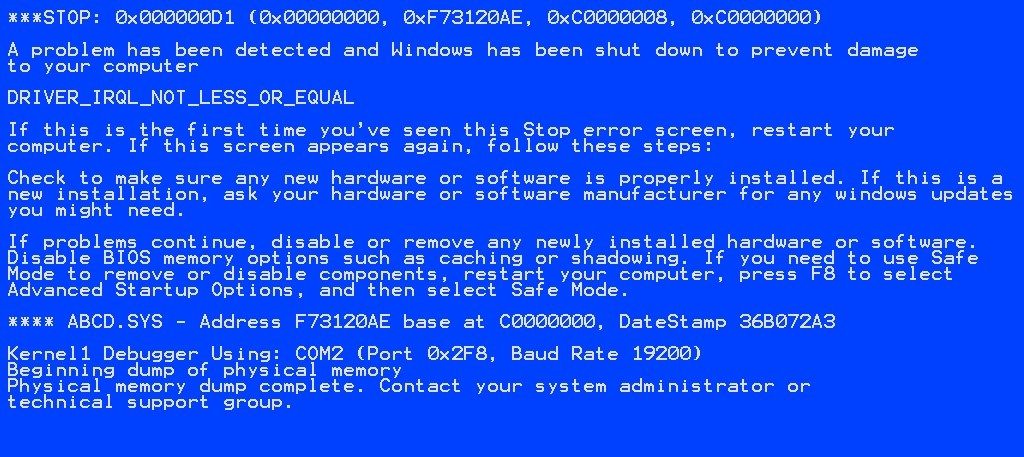 ***STOP: 0x000000D1 (0x00000000, 0xF73120AE, 0xC0000008, 0xC0000000)
A problem has been detected and Windows has been shut down to prevent damage
to your computer
DRIVER_IRQL_NOT_LESS_OR_EQUAL
If this is the first time you've seen this Stop error screen, restart your
computer. If this screen appears again, follow these steps:
Check to make sure any new hardware or software is properly installed. If this is a
new installation, ask your hardware or software manufacturer for any windows updates
you might need.
If problems continue, disable or remove any newly installed hardware or software.
Disable BIOS memory options such as caching or shadowing. If you need to use Safe
Mode to remove or disable components, restart your computer, press F8 to select
Advanced Startup Options, and then select Safe Mode.
**** ABCD.SYS - Address F73120AE base at C0000000, DateStamp 36B072A3
Kernel1 Debugger Using: COM2 (Port 0x2F8, Baud Rate 19200)
Beginning dump of physical memory
Physical memory dump complete. Contact your system administrator or
technical support group.